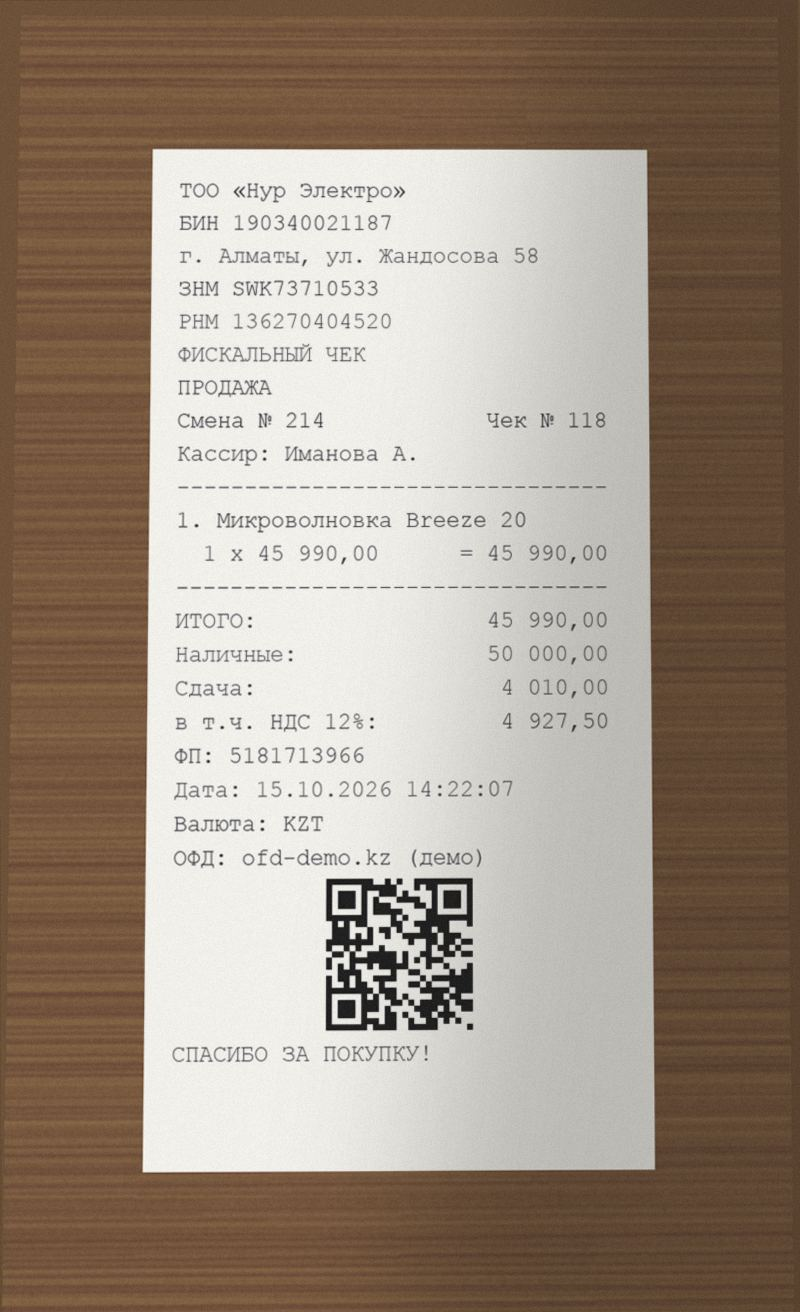 ТОО «Нур Электро»
БИН 190340021187
г. Алматы, ул. Жандосова 58
ЗНМ SWK73710533
РНМ 136270404520
ФИСКАЛЬНЫЙ ЧЕК
ПРОДАЖА
Смена № 214 Чек № 118
Кассир: Иманова А.
--------------------------------
1. Микроволновка Breeze 20
1 x 45 990,00 = 45 990,00
--------------------------------
ИТОГО: 45 990,00
Наличные: 50 000,00
Сдача: 4 010,00
в т.ч. НДС 12%: 4 927,50
ФП: 5181713966
Дата: 15.10.2026 14:22:07
Валюта: KZT
ОФД: ofd-demo.kz (демо)
СПАСИБО ЗА ПОКУПКУ!